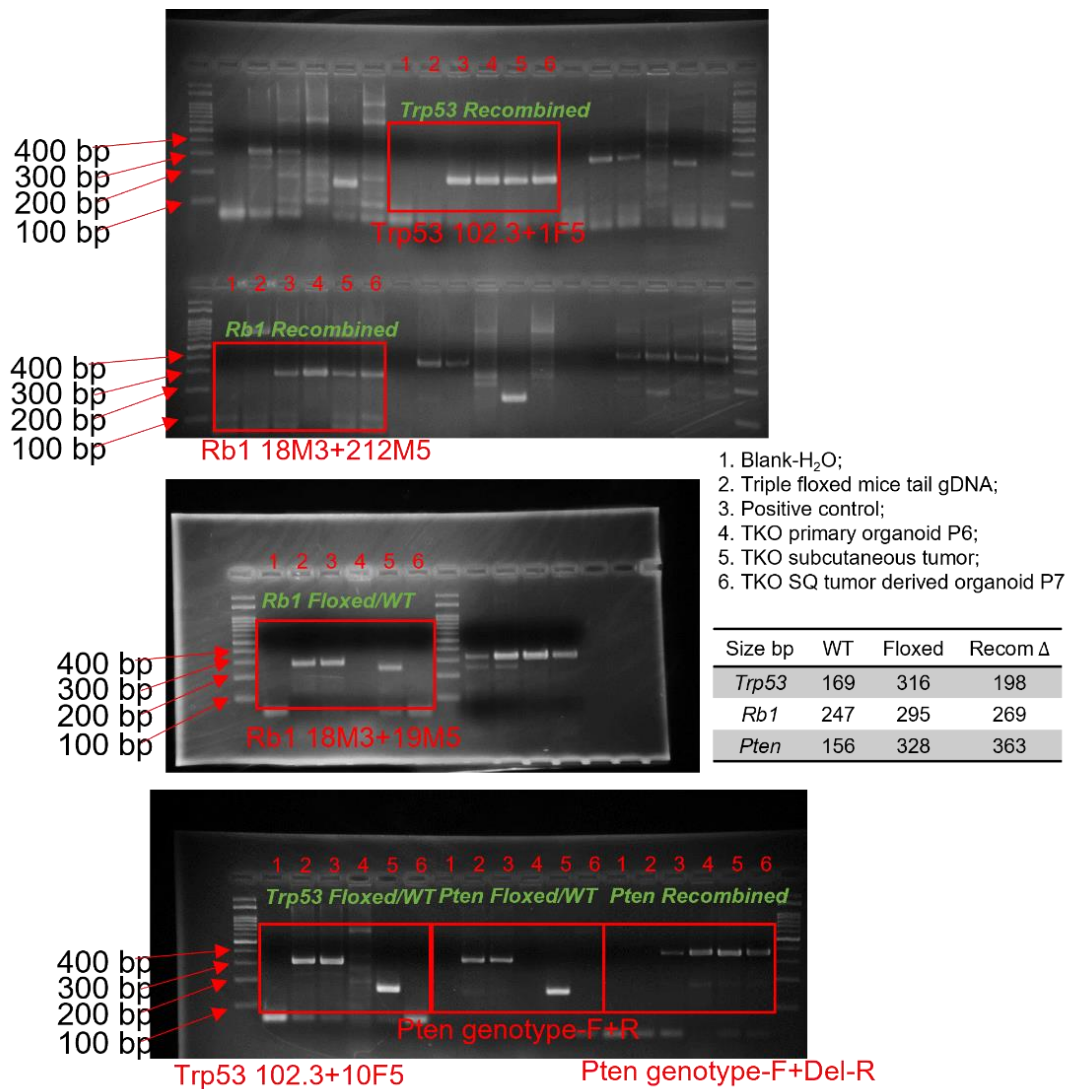 1 2 3 4 5 6
Trp53 Recombined
400 bp
300 bp
200 bp
100 bp
Trp53 102.3+1F5
1 2 3 4 5 6
Rb1 Recombined
400 bp
300 bp
200 bp
100 bp
Rb1 18M3+212M5
1. Blank-H₂O;
2. Triple floxed mice tail gDNA;
3. Positive control;
4. TKO primary organoid P6;
5. TKO subcutaneous tumor;
6. TKO SQ tumor derived organoid P7
1 2 3 4 5 6
Rb1 Floxed/WT
400 bp
300 bp
200 bp
100 bp
Rb1 18M3+19M5
Size bp WT Floxed Recom Δ
Trp53 169 316 198
Rb1 247 295 269
Pten 156 328 363
1 2 3 4 5 6 1 2 3 4 5 6 1 2 3 4 5 6
Trp53 Floxed/WT Pten Floxed/WT Pten Recombined
400 bp
300 bp
200 bp
100 bp
Pten genotype-F+R
Trp53 102.3+10F5
Pten genotype-F+Del-R